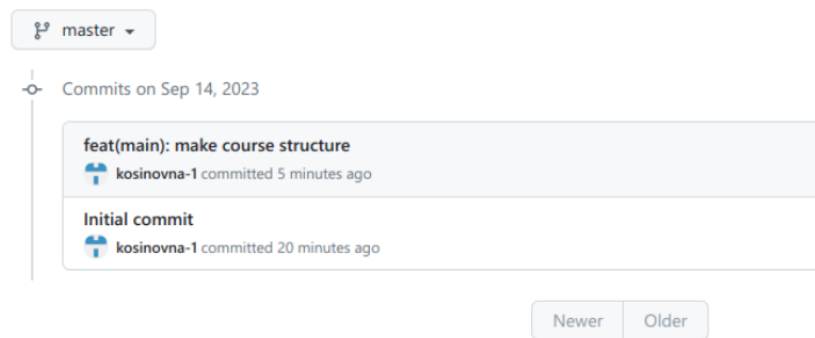 master
Commits on Sep 14, 2023
feat(main): make course structure
kosinovna-1 committed 5 minutes ago
Initial commit
kosinovna-1 committed 20 minutes ago
Newer Older